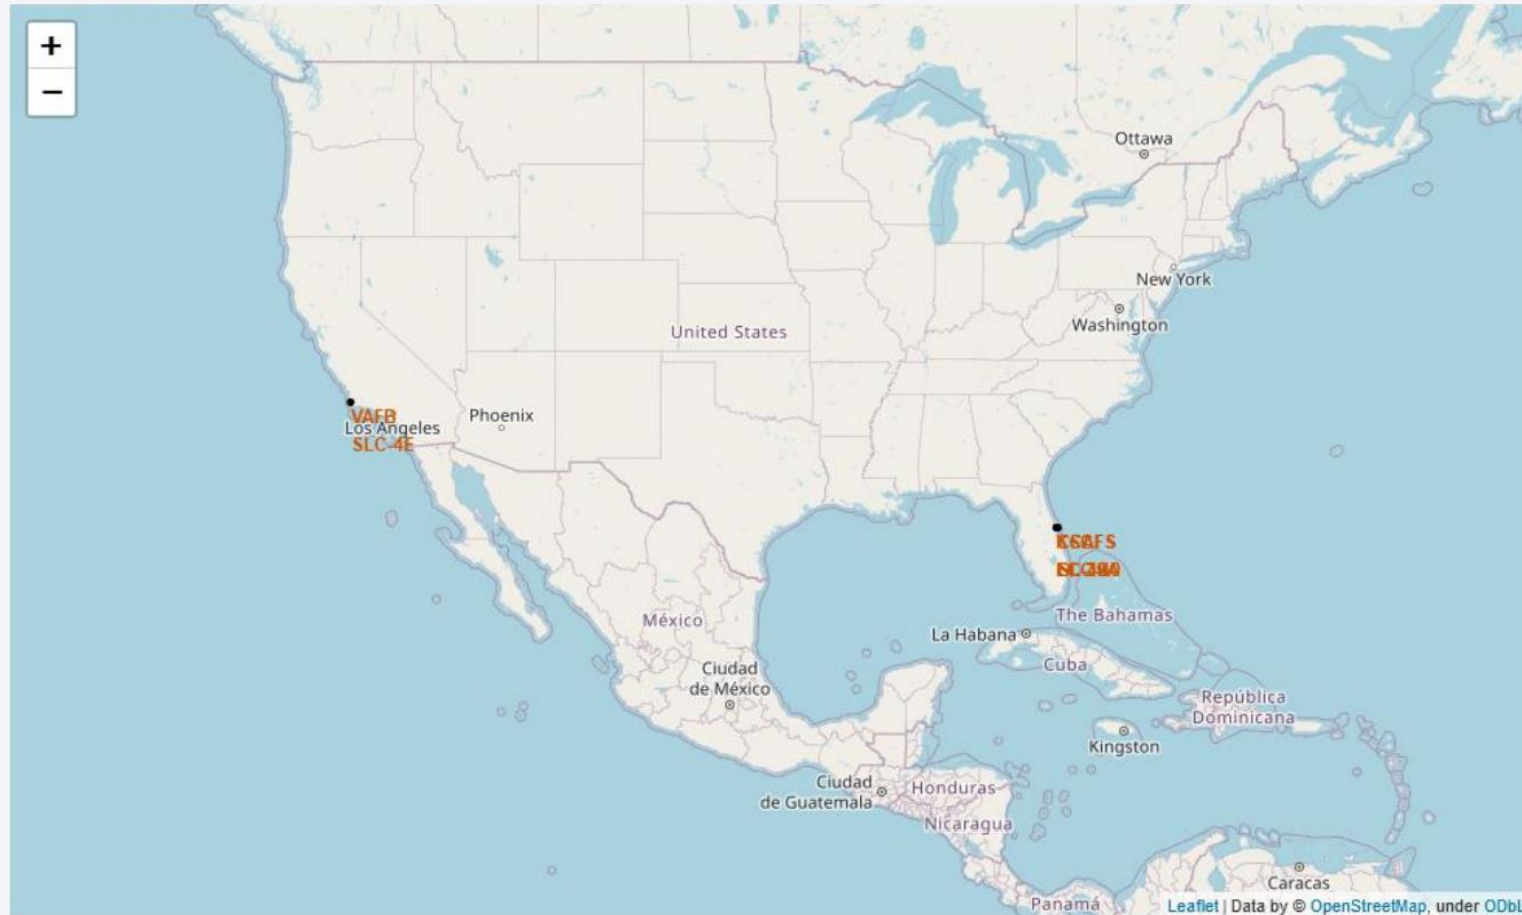 +
−
Ottawa
New York
Washington
United States
VAFB
Los Angeles
SLC-4E
Phoenix
The Bahamas
México
La Habana
Cuba
Ciudad
de México
República
Dominicana
Kingston
Ciudad
de Guatemala
Honduras
Nicaragua
Caracas
Panamá
Leaflet | Data by © OpenStreetMap, under ODbL